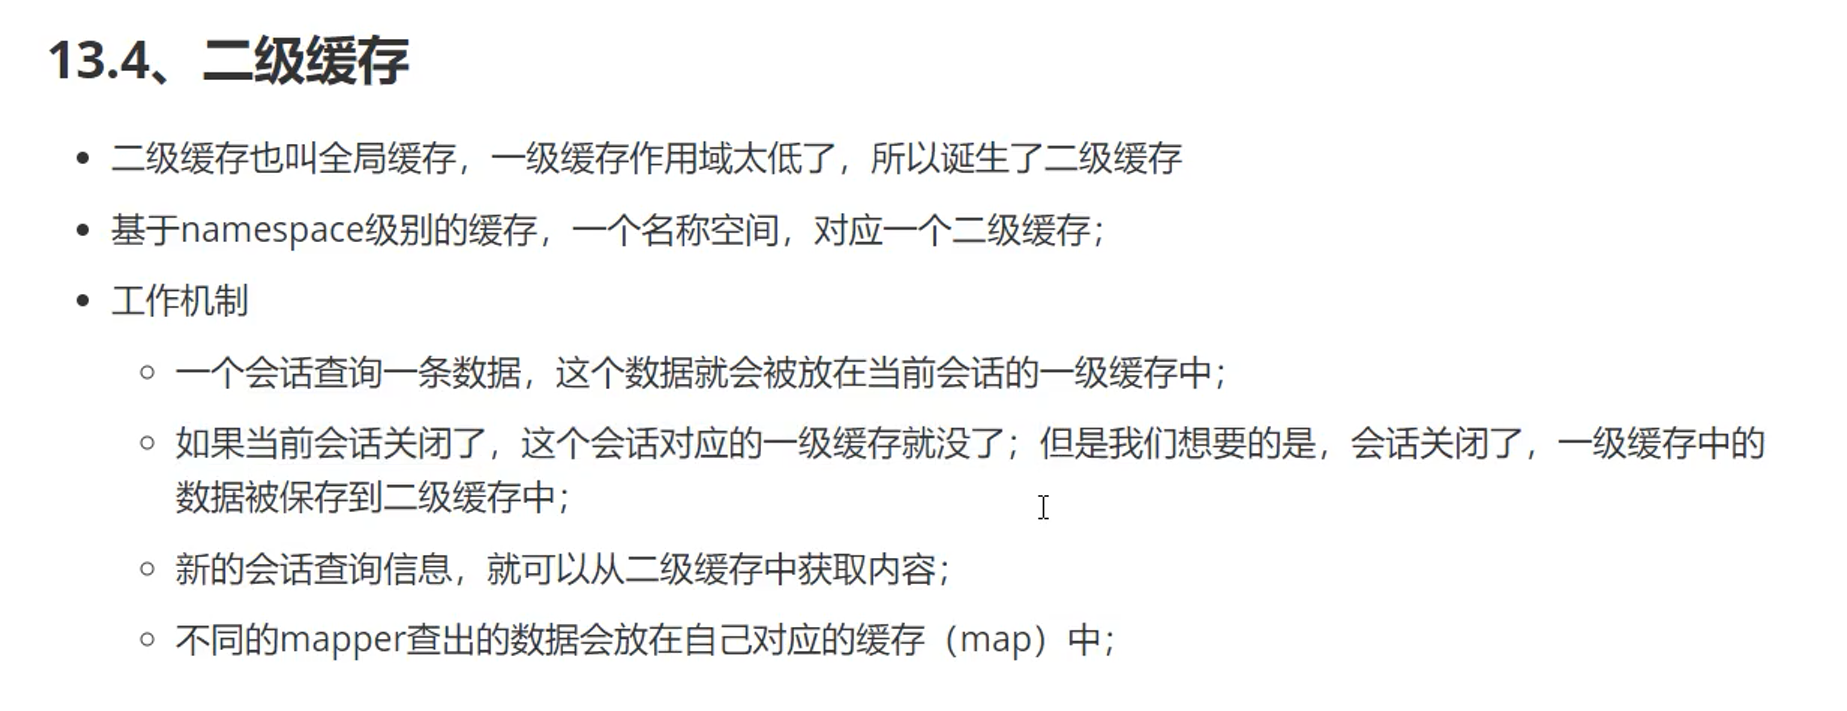 13.4、二级缓存
二级缓存也叫全局缓存，一级缓存作用域太低了，所以诞生了二级缓存
基于namespace级别的缓存，一个名称空间，对应一个二级缓存；
工作机制
一个会话查询一条数据，这个数据就会被放在当前会话的一级缓存中；
如果当前会话关闭了，这个会话对应的一级缓存就没了；但是我们想要的是，会话关闭了，一级缓存中的
数据被保存到二级缓存中；
新的会话查询信息，就可以从二级缓存中获取内容；
不同的mapper查出的数据会放在自己对应的缓存（map）中；